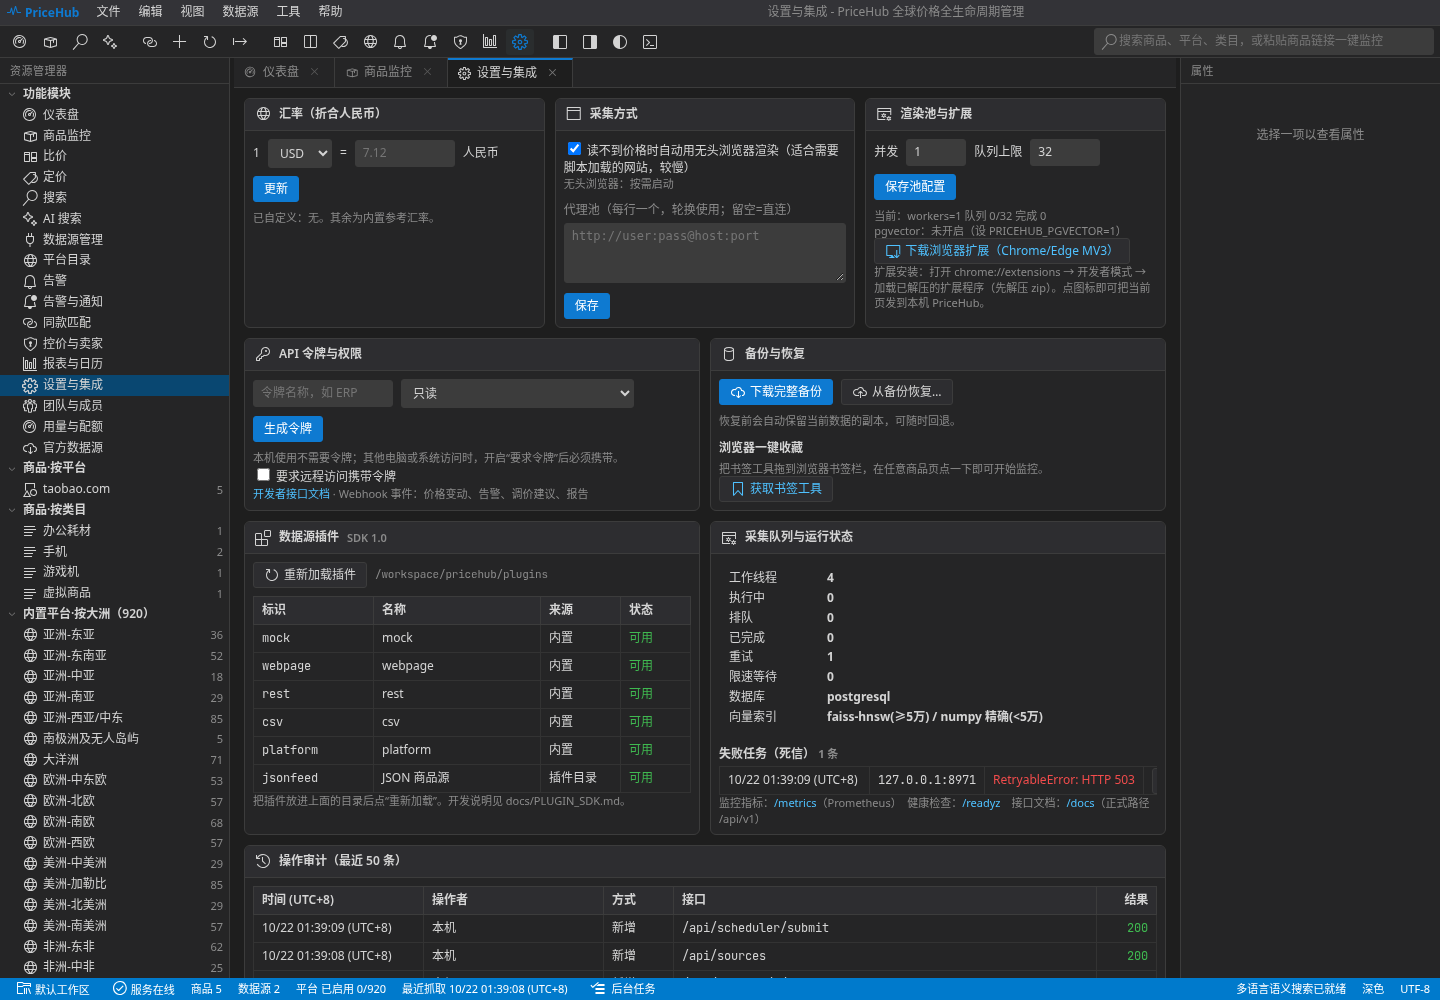 PriceHub 文件 编辑 视图 数据源 工具 帮助 设置与集成 - PriceHub 全球价格全生命周期管理
搜索商品、平台、类目，或粘贴商品链接一键监控
资源管理器
功能模块
仪表盘
商品监控
比价
定价
搜索
AI 搜索
数据源管理
平台目录
告警
告警与通知
同款匹配
控价与卖家
报表与日历
设置与集成
团队与成员
用量与配额
官方数据源
商品·按平台
taobao.com 5
商品·按类目
办公耗材 1
手机 2
游戏机 1
虚拟商品 1
内置平台·按大洲（920）
亚洲-东亚 36
亚洲-东南亚 52
亚洲-中亚 18
亚洲-南亚 29
亚洲-西亚/中东 85
南极洲及无人岛屿 5
大洋洲 71
欧洲-中东欧 53
欧洲-北欧 57
欧洲-南欧 68
欧洲-西欧 57
美洲-中美洲 29
美洲-加勒比 85
美洲-北美洲 29
美洲-南美洲 57
非洲-东非 62
非洲-中非 25
仪表盘 商品监控 设置与集成
汇率（折合人民币）
1 USD = 7.12 人民币
更新
已自定义：无。其余为内置参考汇率。
采集方式
读不到价格时自动用无头浏览器渲染（适合需要
脚本加载的网站，较慢）
无头浏览器：按需启动
代理池（每行一个，轮换使用；留空=直连）
http://user:pass@host:port
保存
渲染池与扩展
并发 1 队列上限 32
保存池配置
当前：workers=1 队列 0/32 完成 0
pgvector：未开启（设 PRICEHUB_PGVECTOR=1）
下载浏览器扩展（Chrome/Edge MV3）
扩展安装：打开 chrome://extensions → 开发者模式 →
加载已解压的扩展程序（先解压 zip）。点图标即可把当前
页发到本机 PriceHub。
API 令牌与权限
令牌名称，如 ERP 只读
生成令牌
本机使用不需要令牌；其他电脑或系统访问时，开启“要求令牌”后必须携带。
要求远程访问携带令牌
开发者接口文档 · Webhook 事件：价格变动、告警、调价建议、报告
备份与恢复
下载完整备份 从备份恢复...
恢复前会自动保留当前数据的副本，可随时回退。
浏览器一键收藏
把书签工具拖到浏览器书签栏，在任意商品页点一下即可开始监控。
获取书签工具
数据源插件 SDK 1.0
重新加载插件 /workspace/pricehub/plugins
标识 名称 来源 状态
mock mock 内置 可用
webpage webpage 内置 可用
rest rest 内置 可用
csv csv 内置 可用
platform platform 内置 可用
jsonfeed JSON 商品源 插件目录 可用
把插件放进上面的目录后点“重新加载”。开发说明见 docs/PLUGIN_SDK.md。
采集队列与运行状态
工作线程 4
执行中 0
排队 0
已完成 0
重试 1
限速等待 0
数据库 postgresql
向量索引 faiss-hnsw(≥5万) / numpy 精确(<5万)
失败任务（死信） 1 条
10/22 01:39:09 (UTC+8) 127.0.0.1:8971 RetryableError: HTTP 503
监控指标：/metrics（Prometheus） 健康检查：/readyz 接口文档：/docs（正式路径
/api/v1）
操作审计（最近 50 条）
时间 (UTC+8) 操作者 方式 接口 结果
10/22 01:39:09 (UTC+8) 本机 新增 /api/scheduler/submit 200
10/22 01:39:08 (UTC+8) 本机 新增 /api/sources 200
属性
选择一项以查看属性
默认工作区 服务在线 商品 5 数据源 2 平台 已启用 0/920 最近抓取 10/22 01:39:08 (UTC+8) 后台任务 多语言语义搜索已就绪 深色 UTF-8